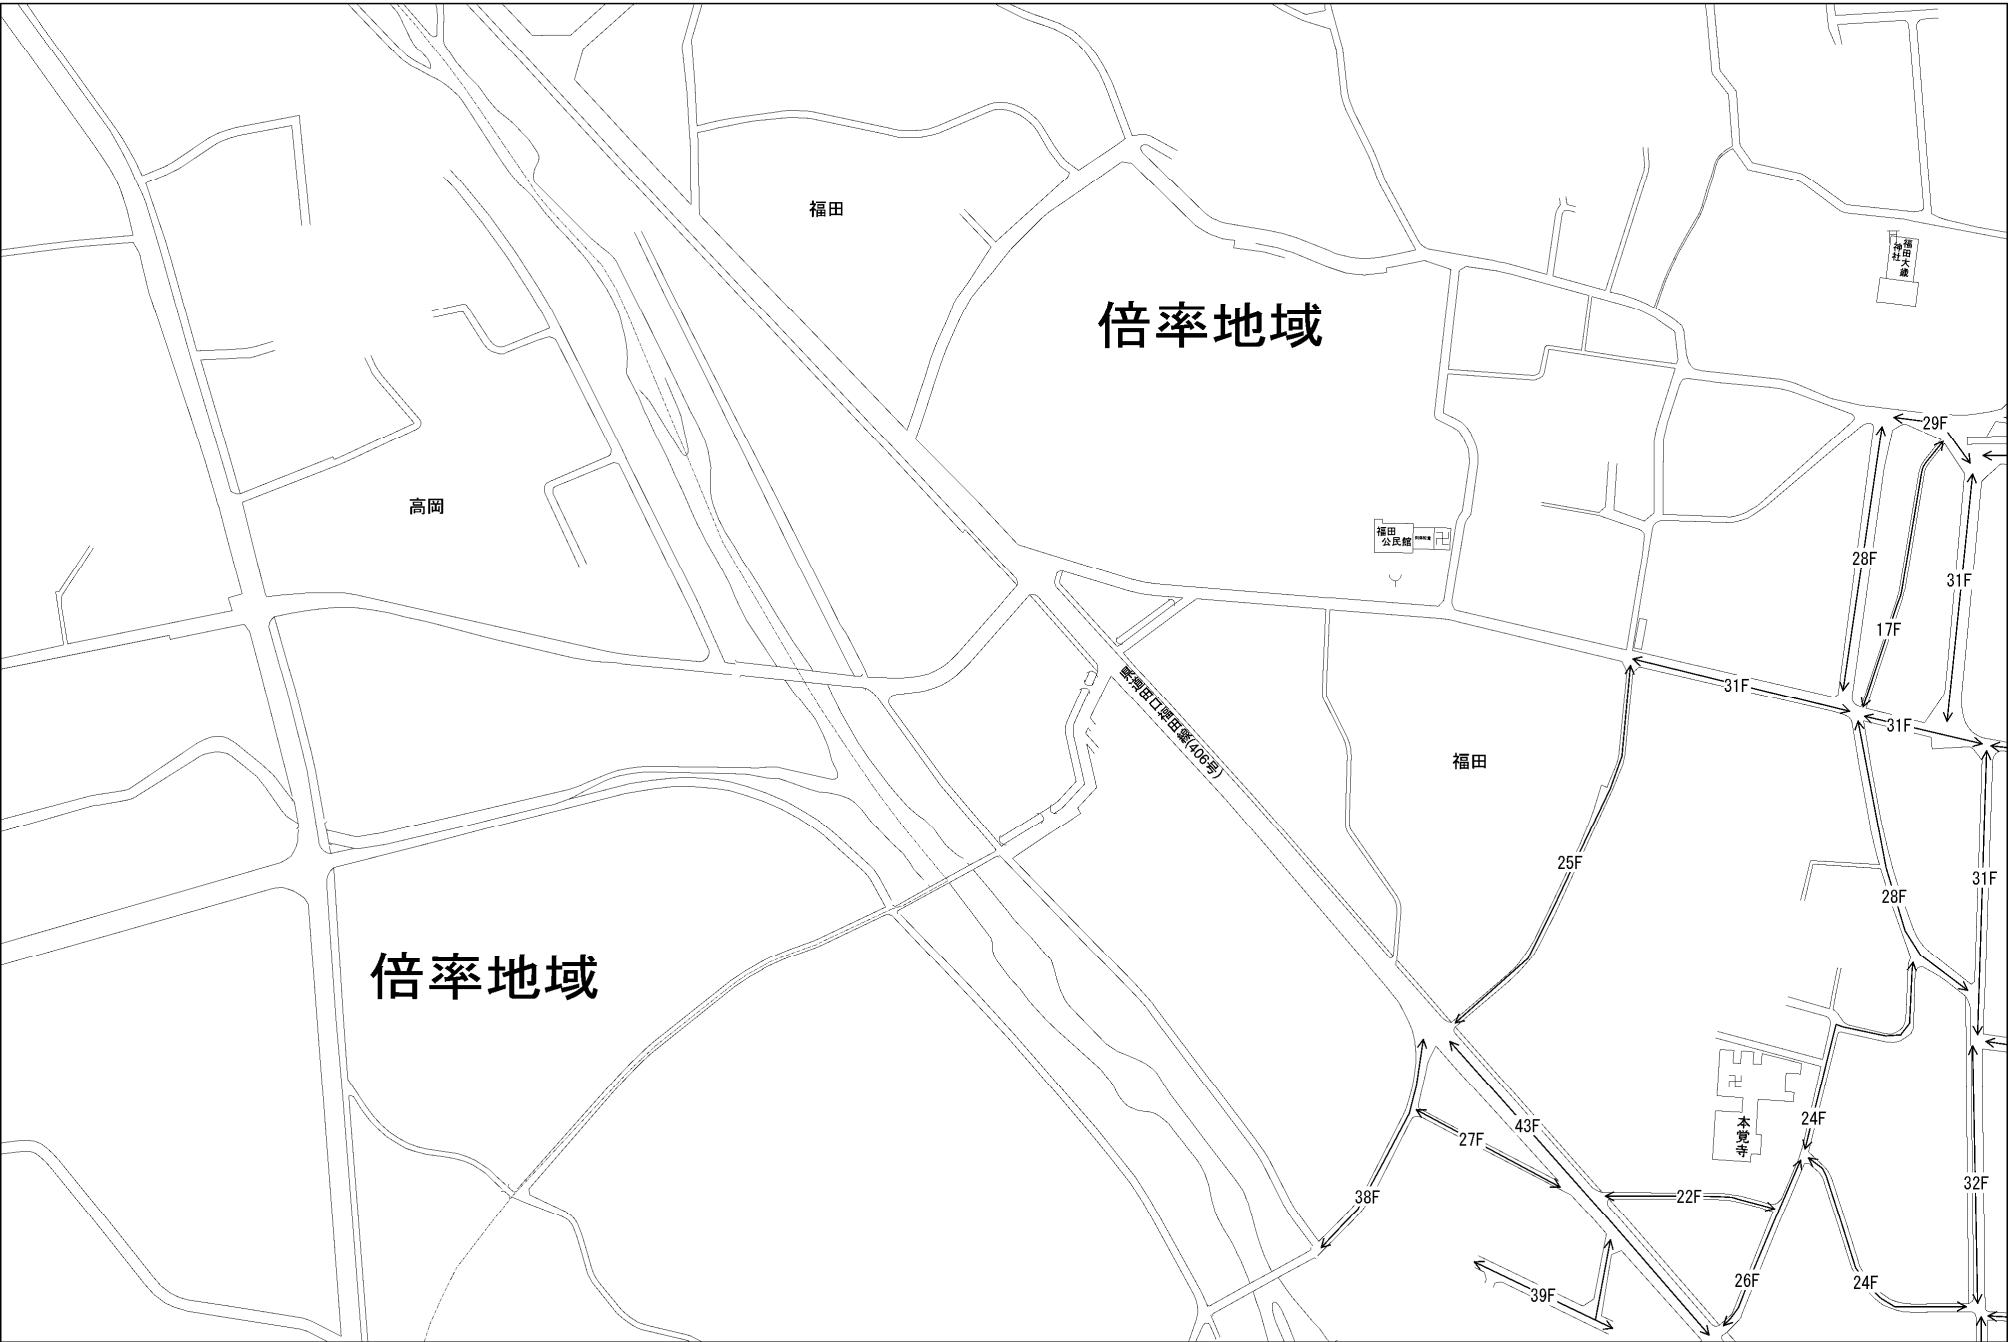 福田
福田大歳
神社
倍率地域
29F
高岡
福田
公民館
28F
31F
17F
県道田口福田線(406号)
31F
31F
福田
25F
31F
28F
倍率地域
24F
43F
本覚寺
27F
38F
22F
32F
26F
24F
39F